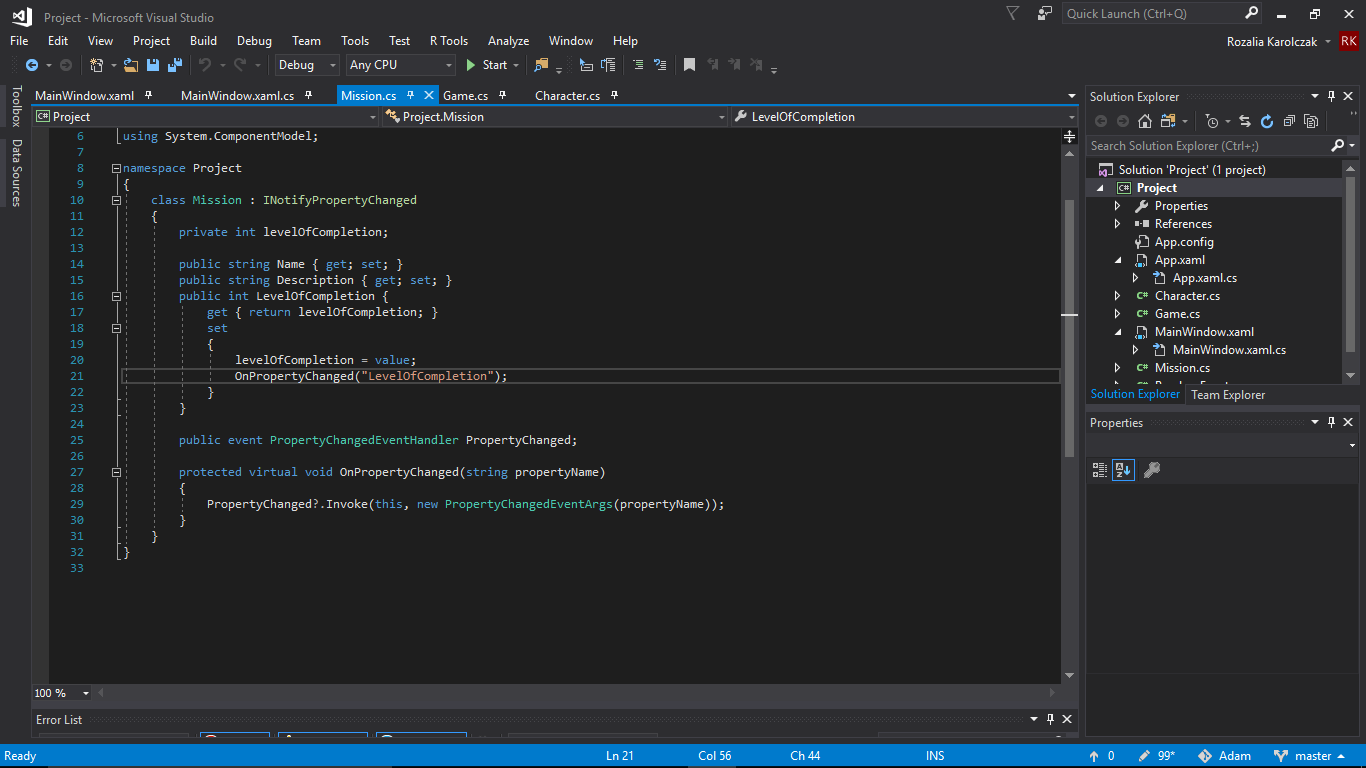 Project - Microsoft Visual Studio
Quick Launch (Ctrl+Q)
File Edit View Project Build Debug Team Tools Test R Tools Analyze Window Help
Rozalia Karolczak RK
Debug Any CPU Start
Toolbox
Data Sources
MainWindow.xaml MainWindow.xaml.cs Mission.cs Game.cs Character.cs
C# Project Project.Mission LevelOfCompletion
6 using System.ComponentModel;
7
8 namespace Project
9 {
10 class Mission : INotifyPropertyChanged
11 {
12 private int levelOfCompletion;
13
14 public string Name { get; set; }
15 public string Description { get; set; }
16 public int LevelOfCompletion {
17 get { return levelOfCompletion; }
18 set
19 {
20 levelOfCompletion = value;
21 OnPropertyChanged("LevelOfCompletion");
22 }
23 }
24
25 public event PropertyChangedEventHandler PropertyChanged;
26
27 protected virtual void OnPropertyChanged(string propertyName)
28 {
29 PropertyChanged?.Invoke(this, new PropertyChangedEventArgs(propertyName));
30 }
31 }
32 }
33
100 %
Error List
Solution Explorer
Search Solution Explorer (Ctrl+;)
Solution 'Project' (1 project)
C# Project
Properties
References
App.config
App.xaml
App.xaml.cs
C# Character.cs
C# Game.cs
MainWindow.xaml
MainWindow.xaml.cs
C# Mission.cs
Solution Explorer Team Explorer
Properties
Ready Ln 21 Col 56 Ch 44 INS 0 99* Adam master